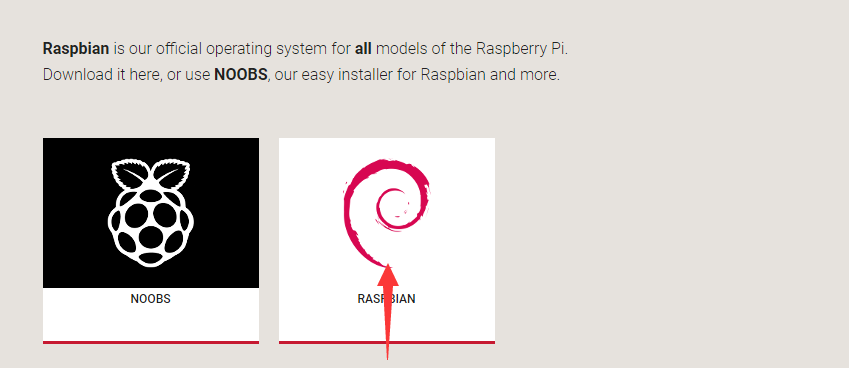 Raspbian is our official operating system for all models of the Raspberry Pi.
Download it here, or use NOOBS, our easy installer for Raspbian and more.
NOOBS
RASPBIAN